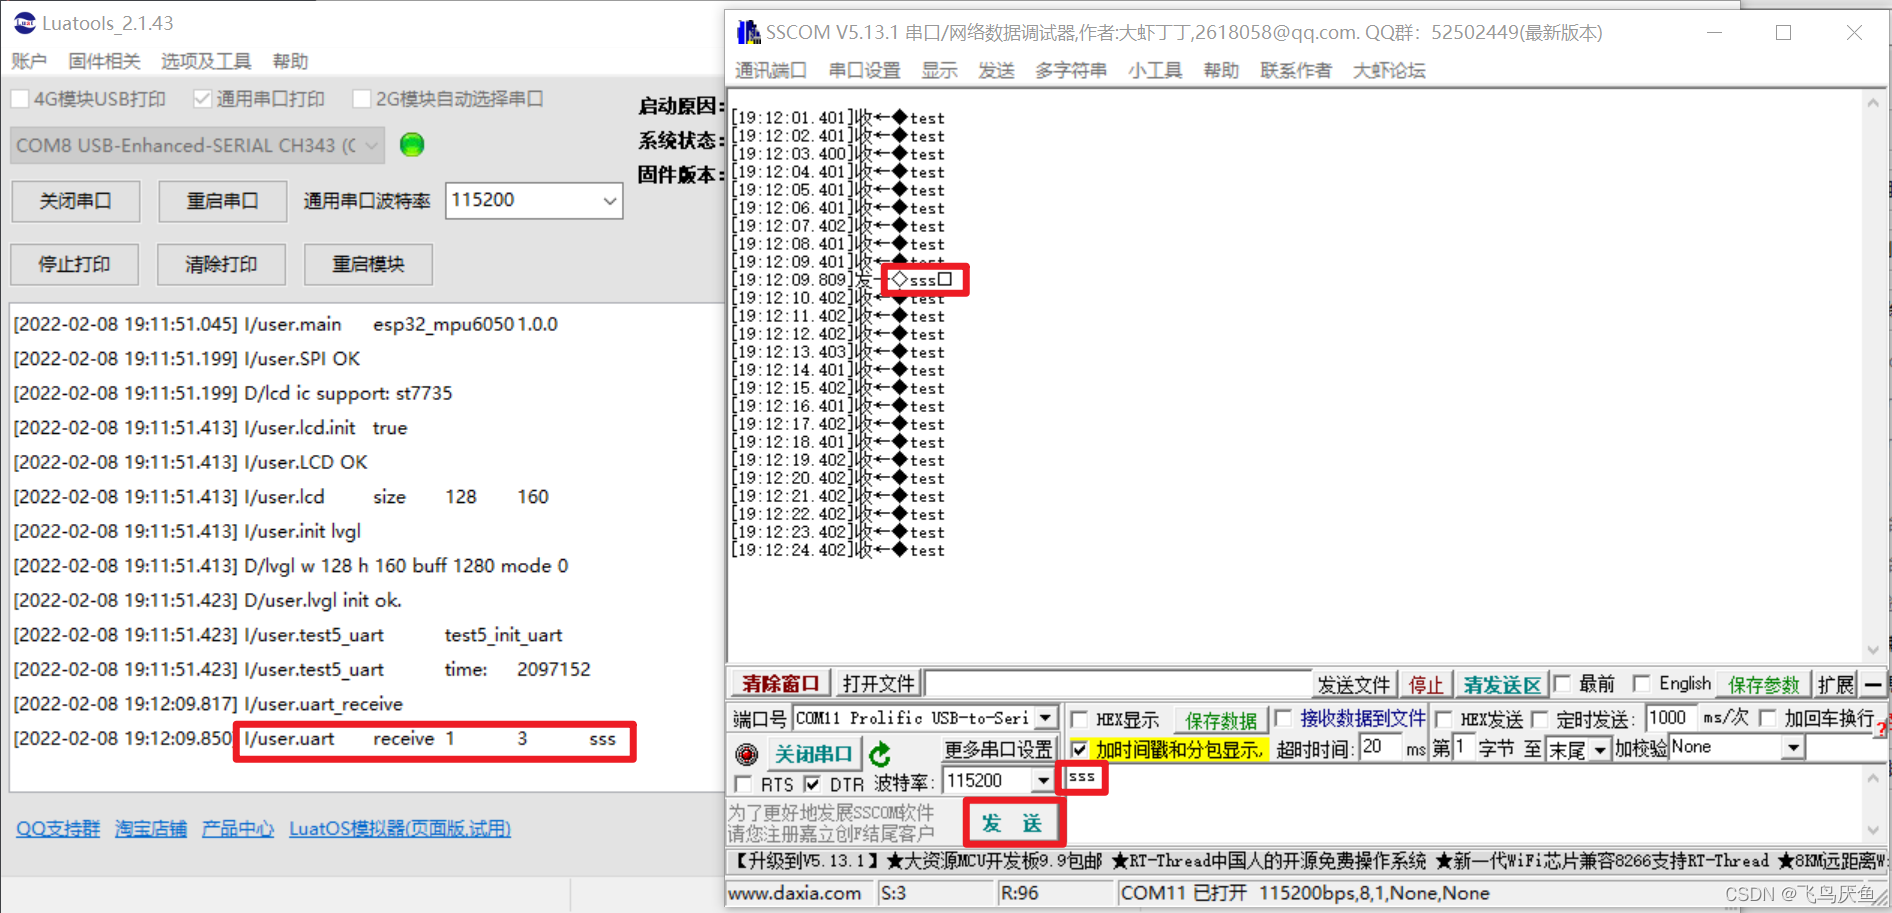 Luatools_2.1.43
账户 固件相关 选项及工具 帮助
4G模块USB打印 通用串口打印 2G模块自动选择串口
COM8 USB-Enhanced-SERIAL CH343 (C
启动原因:
系统状态:
固件版本:
关闭串口 重启串口 通用串口波特率 115200
停止打印 清除打印 重启模块
[2022-02-08 19:11:51.045] I/user.main esp32_mpu6050 1.0.0
[2022-02-08 19:11:51.199] I/user.SPI OK
[2022-02-08 19:11:51.199] D/lcd ic support: st7735
[2022-02-08 19:11:51.413] I/user.lcd.init true
[2022-02-08 19:11:51.413] I/user.LCD OK
[2022-02-08 19:11:51.413] I/user.lcd size 128 160
[2022-02-08 19:11:51.413] I/user.init lvgl
[2022-02-08 19:11:51.413] D/lvgl w 128 h 160 buff 1280 mode 0
[2022-02-08 19:11:51.423] D/user.lvgl init ok.
[2022-02-08 19:11:51.423] I/user.test5_uart test5_init_uart
[2022-02-08 19:11:51.423] I/user.test5_uart time: 2097152
[2022-02-08 19:12:09.817] I/user.uart_receive
[2022-02-08 19:12:09.850] I/user.uart receive 1 3 sss
QQ支持群 淘宝店铺 产品中心 LuatOS模拟器(页面版,试用)
SSCOM V5.13.1 串口/网络数据调试器,作者:大虾丁丁,2618058@qq.com. QQ群: 52502449(最新版本)
通讯端口 串口设置 显示 发送 多字符串 小工具 帮助 联系作者 大虾论坛
[19:12:01.401]收←◆test
[19:12:02.401]收←◆test
[19:12:03.400]收←◆test
[19:12:04.401]收←◆test
[19:12:05.401]收←◆test
[19:12:06.401]收←◆test
[19:12:07.402]收←◆test
[19:12:08.401]收←◆test
[19:12:09.401]收←◆test
[19:12:09.809]发→◇sss□
[19:12:10.402]收←◆test
[19:12:11.402]收←◆test
[19:12:12.402]收←◆test
[19:12:13.403]收←◆test
[19:12:14.401]收←◆test
[19:12:15.402]收←◆test
[19:12:16.401]收←◆test
[19:12:17.402]收←◆test
[19:12:18.401]收←◆test
[19:12:19.402]收←◆test
[19:12:20.402]收←◆test
[19:12:21.402]收←◆test
[19:12:22.402]收←◆test
[19:12:23.402]收←◆test
[19:12:24.402]收←◆test
清除窗口 打开文件 发送文件 停止 清发送区 最前 English 保存参数 扩展 —
端口号 COM11 Prolific USB-to-Seri HEX显示 保存数据 接收数据到文件 HEX发送 定时发送: 1000 ms/次 加回车换行
关闭串口 更多串口设置 加时间戳和分包显示, 超时时间: 20 ms 第1 字节 至 末尾 加校验 None
RTS DTR 波特率: 115200 sss
为了更好地发展SSCOM软件
请您注册嘉立创F结尾客户
发 送
【升级到V5.13.1】★大资源MCU开发板9.9包邮 ★RT-Thread中国人的开源免费操作系统 ★新一代WiFi芯片兼容8266支持RT-Thread ★8KM远距离W
www.daxia.com S:3 R:96 COM11 已打开 115200bps,8,1,None,None
CSDN @飞鸟厌鱼